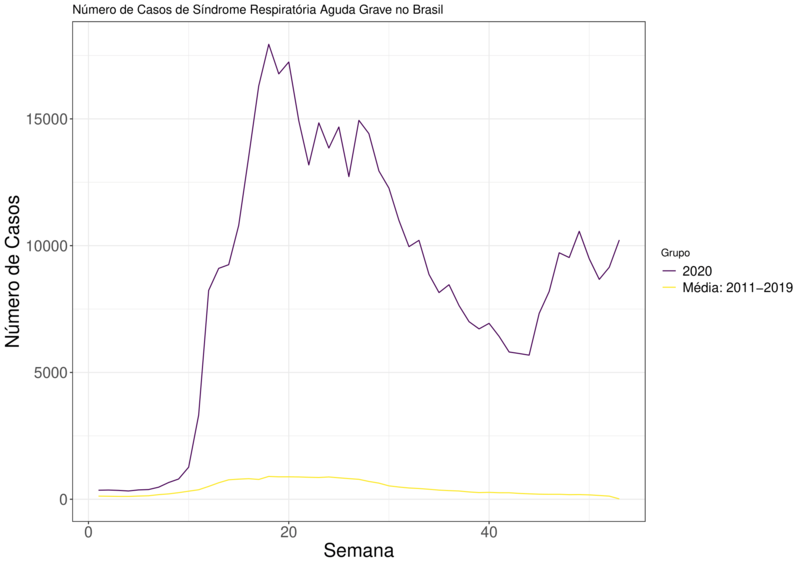 Número de Casos de Síndrome Respiratória Aguda Grave no Brasil
Número de Casos
15000
10000
5000
0
0 20 40
Semana
Grupo
2020
Média: 2011−2019